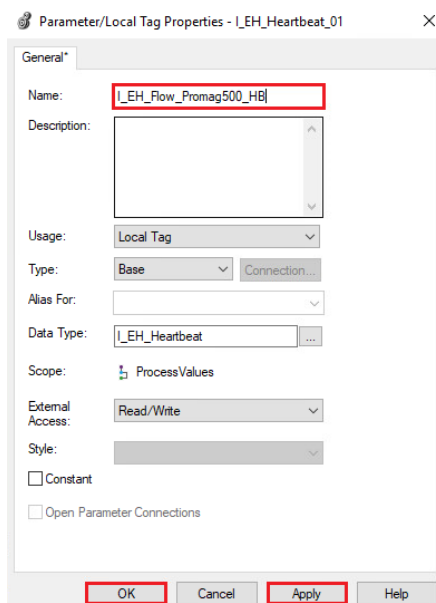 Parameter/Local Tag Properties - I_EH_Heartbeat_01
General*
Name: I_EH_Flow_Promag500_HB
Description:
Usage: Local Tag
Type: Base Connection...
Alias For:
Data Type: I_EH_Heartbeat ...
Scope: ProcessValues
External
Access: Read/Write
Style:
Constant
Open Parameter Connections
OK Cancel Apply Help